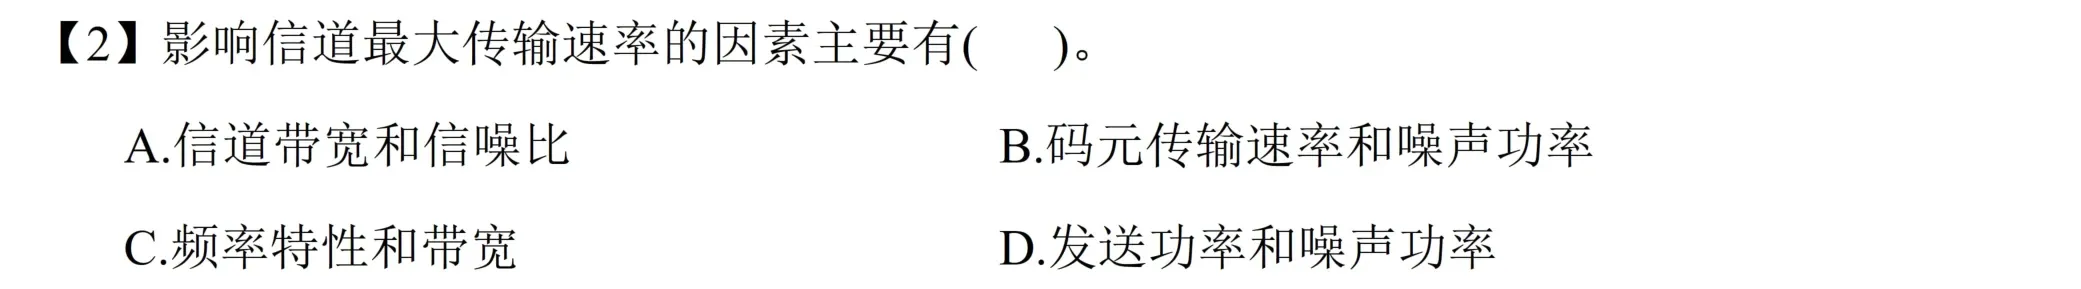 【2】影响信道最大传输速率的因素主要有(  )。
A.信道带宽和信噪比 B.码元传输速率和噪声功率
C.频率特性和带宽 D.发送功率和噪声功率